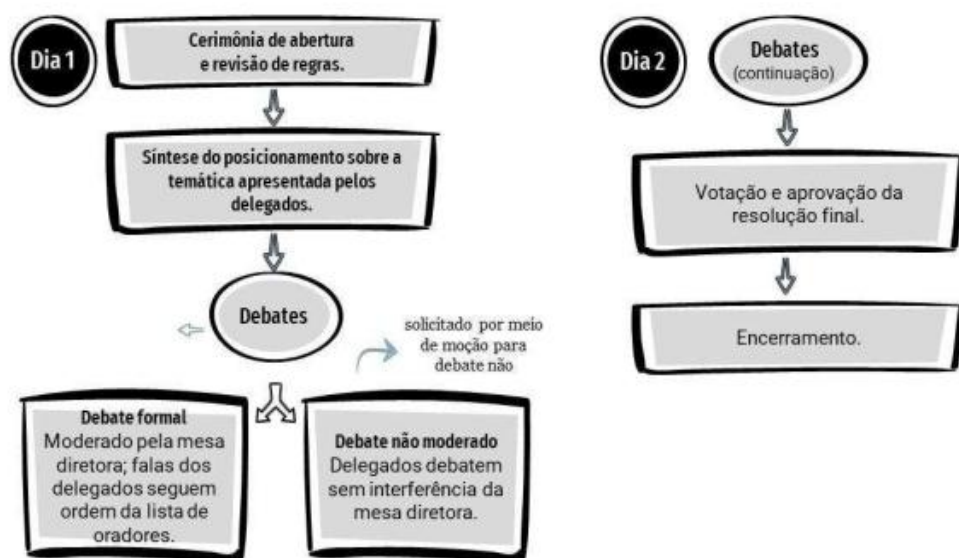 Dia 1
Cerimônia de abertura
e revisão de regras.
Síntese do posicionamento sobre a
temática apresentada pelos
delegados.
Debates
solicitado por meio
de moção para
debate não
Debate formal
Moderado pela mesa
diretora; falas dos
delegados seguem
ordem da lista de
oradores.
Debate não moderado
Delegados debatem
sem interferência da
mesa diretora.
Dia 2
Debates
(continuação)
Votação e aprovação da
resolução final.
Encerramento.